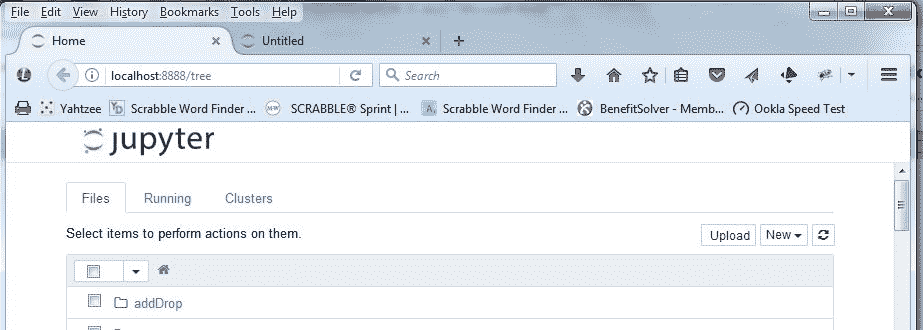 File Edit View History Bookmarks Tools Help
Home Untitled
localhost:8888/tree Search
Yahtzee Scrabble Word Finder ... SCRABBLE® Sprint | ... Scrabble Word Finder ... BenefitSolver - Memb... Ookla Speed Test
jupyter
Files Running Clusters
Select items to perform actions on them. Upload New
addDrop